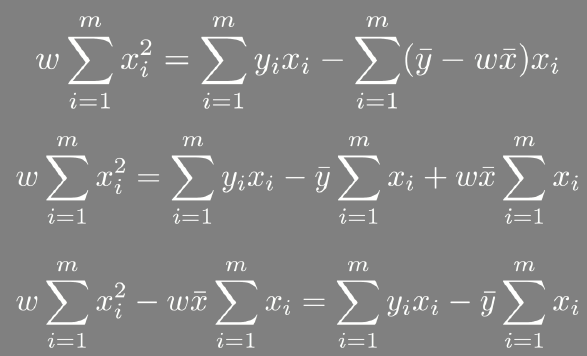 w \sum_{i=1}^{m} x_i^2 = \sum_{i=1}^{m} y_i x_i - \sum_{i=1}^{m} (\bar{y} - w\bar{x}) x_i
w \sum_{i=1}^{m} x_i^2 = \sum_{i=1}^{m} y_i x_i - \bar{y} \sum_{i=1}^{m} x_i + w\bar{x} \sum_{i=1}^{m} x_i
w \sum_{i=1}^{m} x_i^2 - w\bar{x} \sum_{i=1}^{m} x_i = \sum_{i=1}^{m} y_i x_i - \bar{y} \sum_{i=1}^{m} x_i